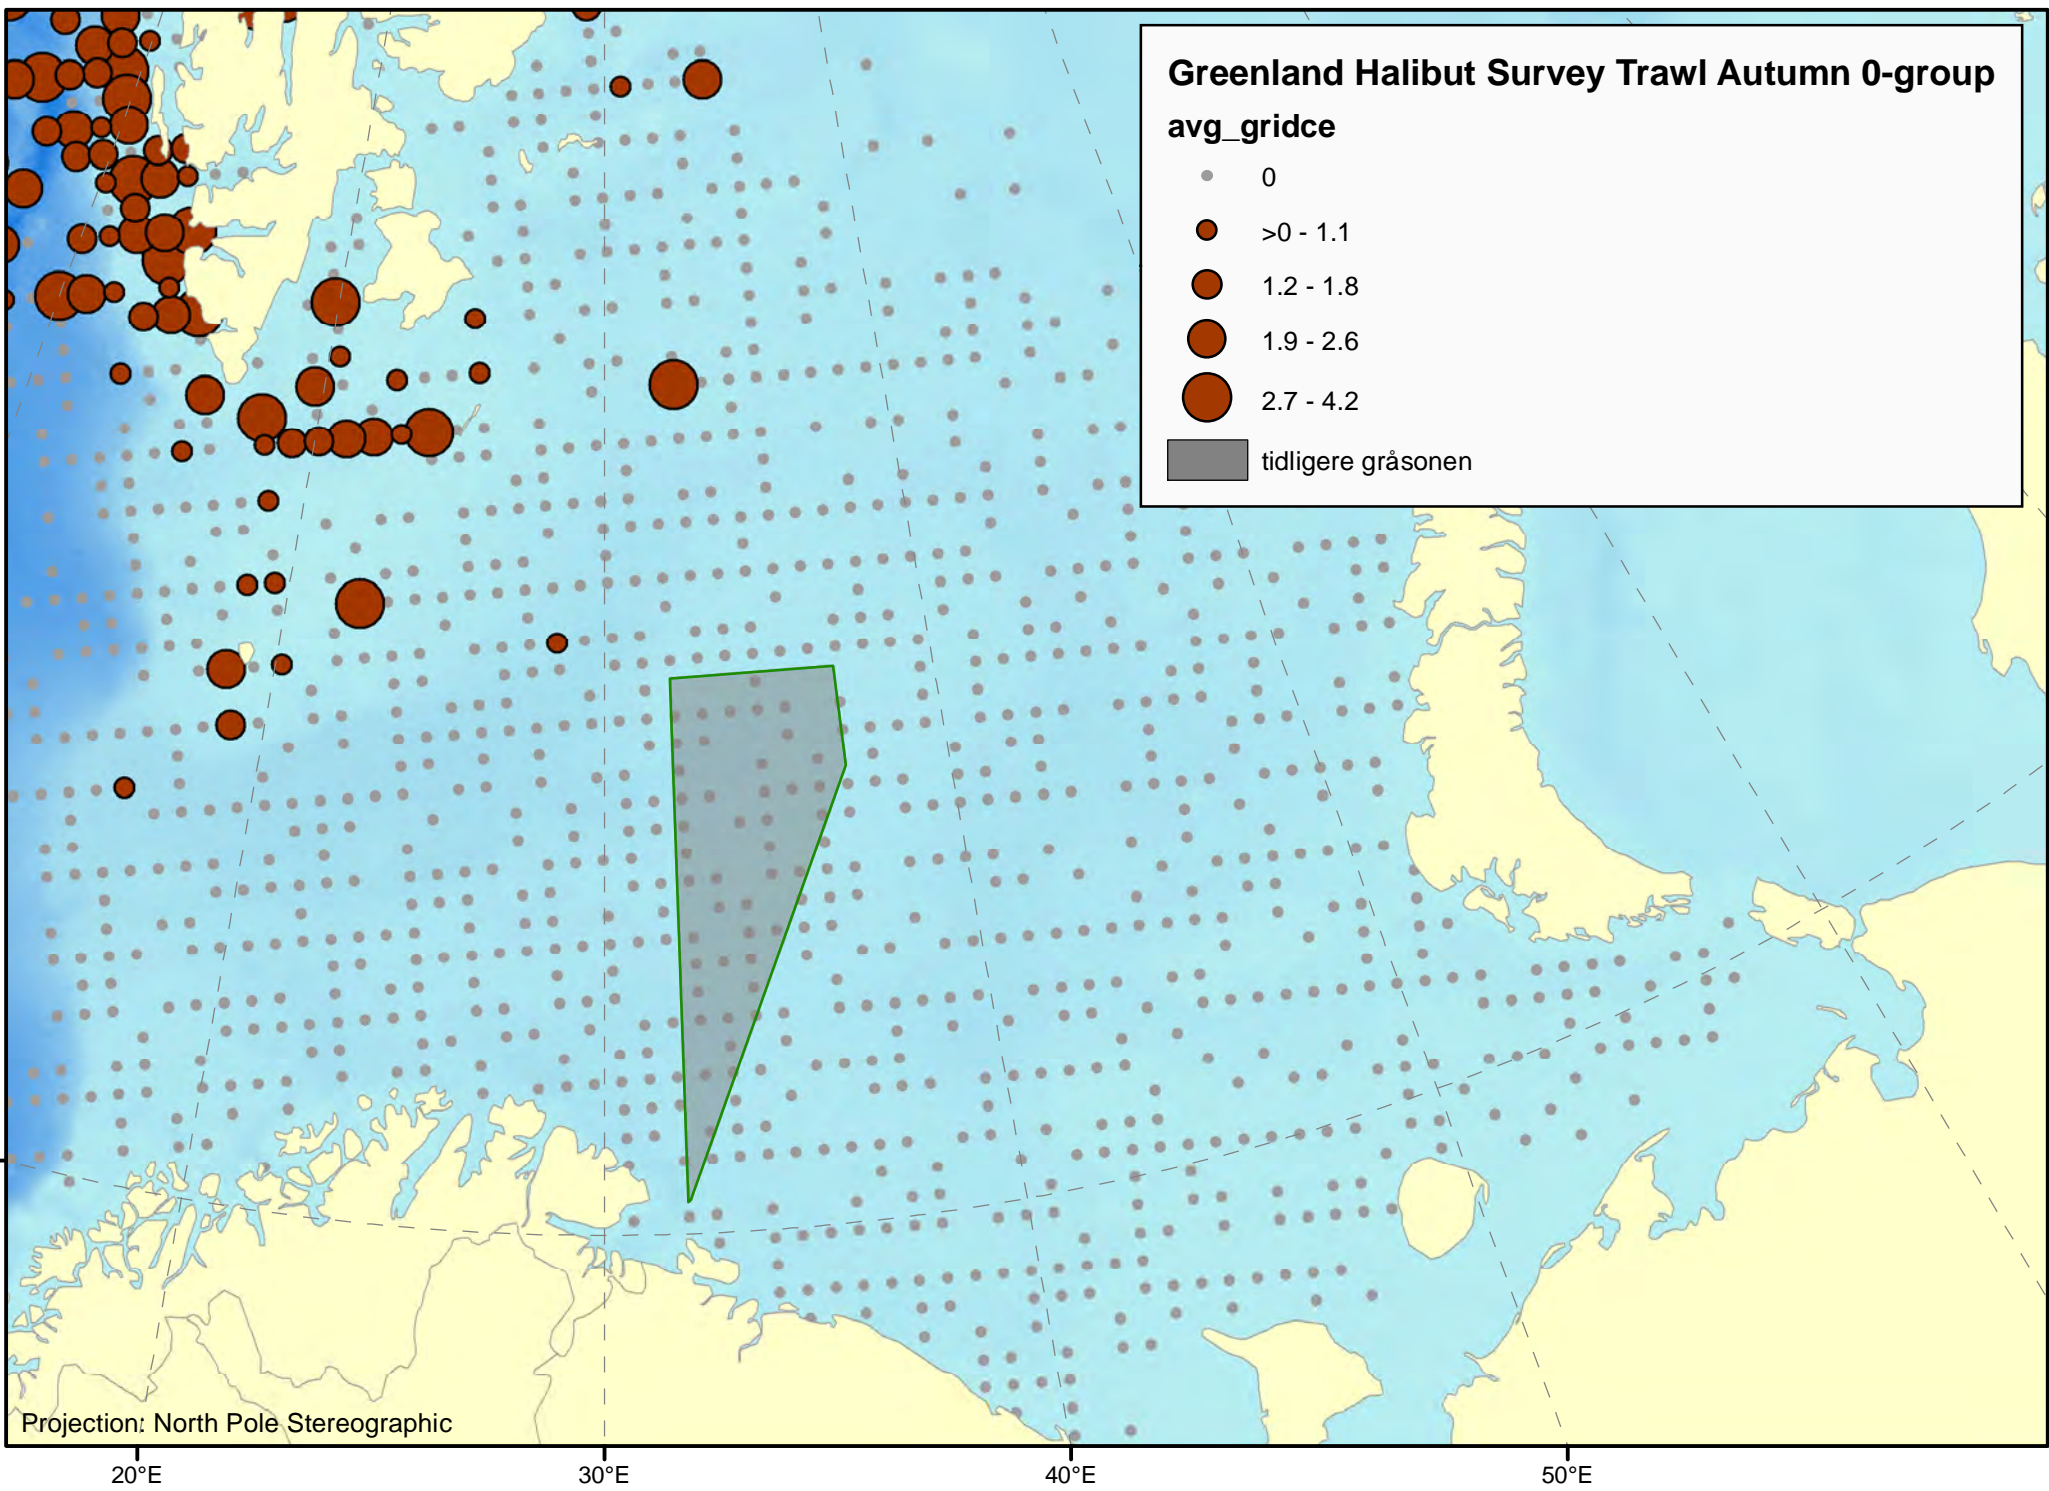 Greenland Halibut Survey Trawl Autumn 0-group
avg_gridce
0
>0 - 1.1
1.2 - 1.8
1.9 - 2.6
2.7 - 4.2
tidligere gråsonen
Projection: North Pole Stereographic
20°E
30°E
40°E
50°E